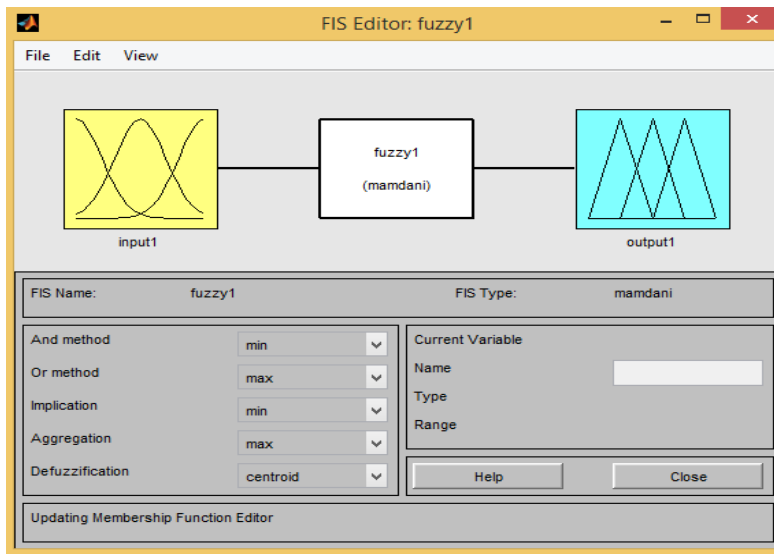 FIS Editor: fuzzy1
File Edit View
fuzzy1
(mamdani)
input1
output1
FIS Name: fuzzy1 FIS Type: mamdani
And method min
Or method max
Implication min
Aggregation max
Defuzzification centroid
Current Variable
Name
Type
Range
Help Close
Updating Membership Function Editor